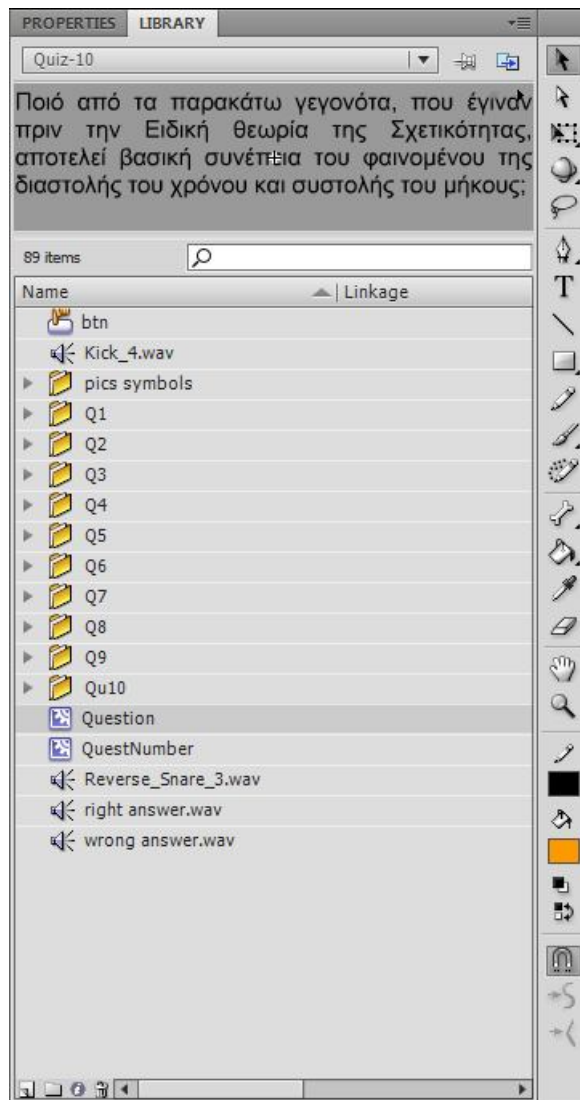 PROPERTIES LIBRARY
Quiz-10
Ποιό από τα παρακάτω γεγονότα, που έγιναν
πριν την Ειδική θεωρία της Σχετικότητας,
αποτελεί βασική συνέπεια του φαινομένου της
διαστολής του χρόνου και συστολής του μήκους;
89 items
Name Linkage
btn
Kick_4.wav
pics symbols
Q1
Q2
Q3
Q4
Q5
Q6
Q7
Q8
Q9
Qu10
Question
QuestNumber
Reverse_Snare_3.wav
right answer.wav
wrong answer.wav